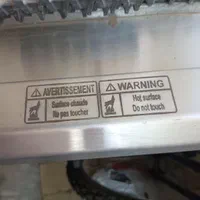 AVERTISSEMENT
Surface chaude
Ne pas toucher
WARNING
Hot surface
Do not touch